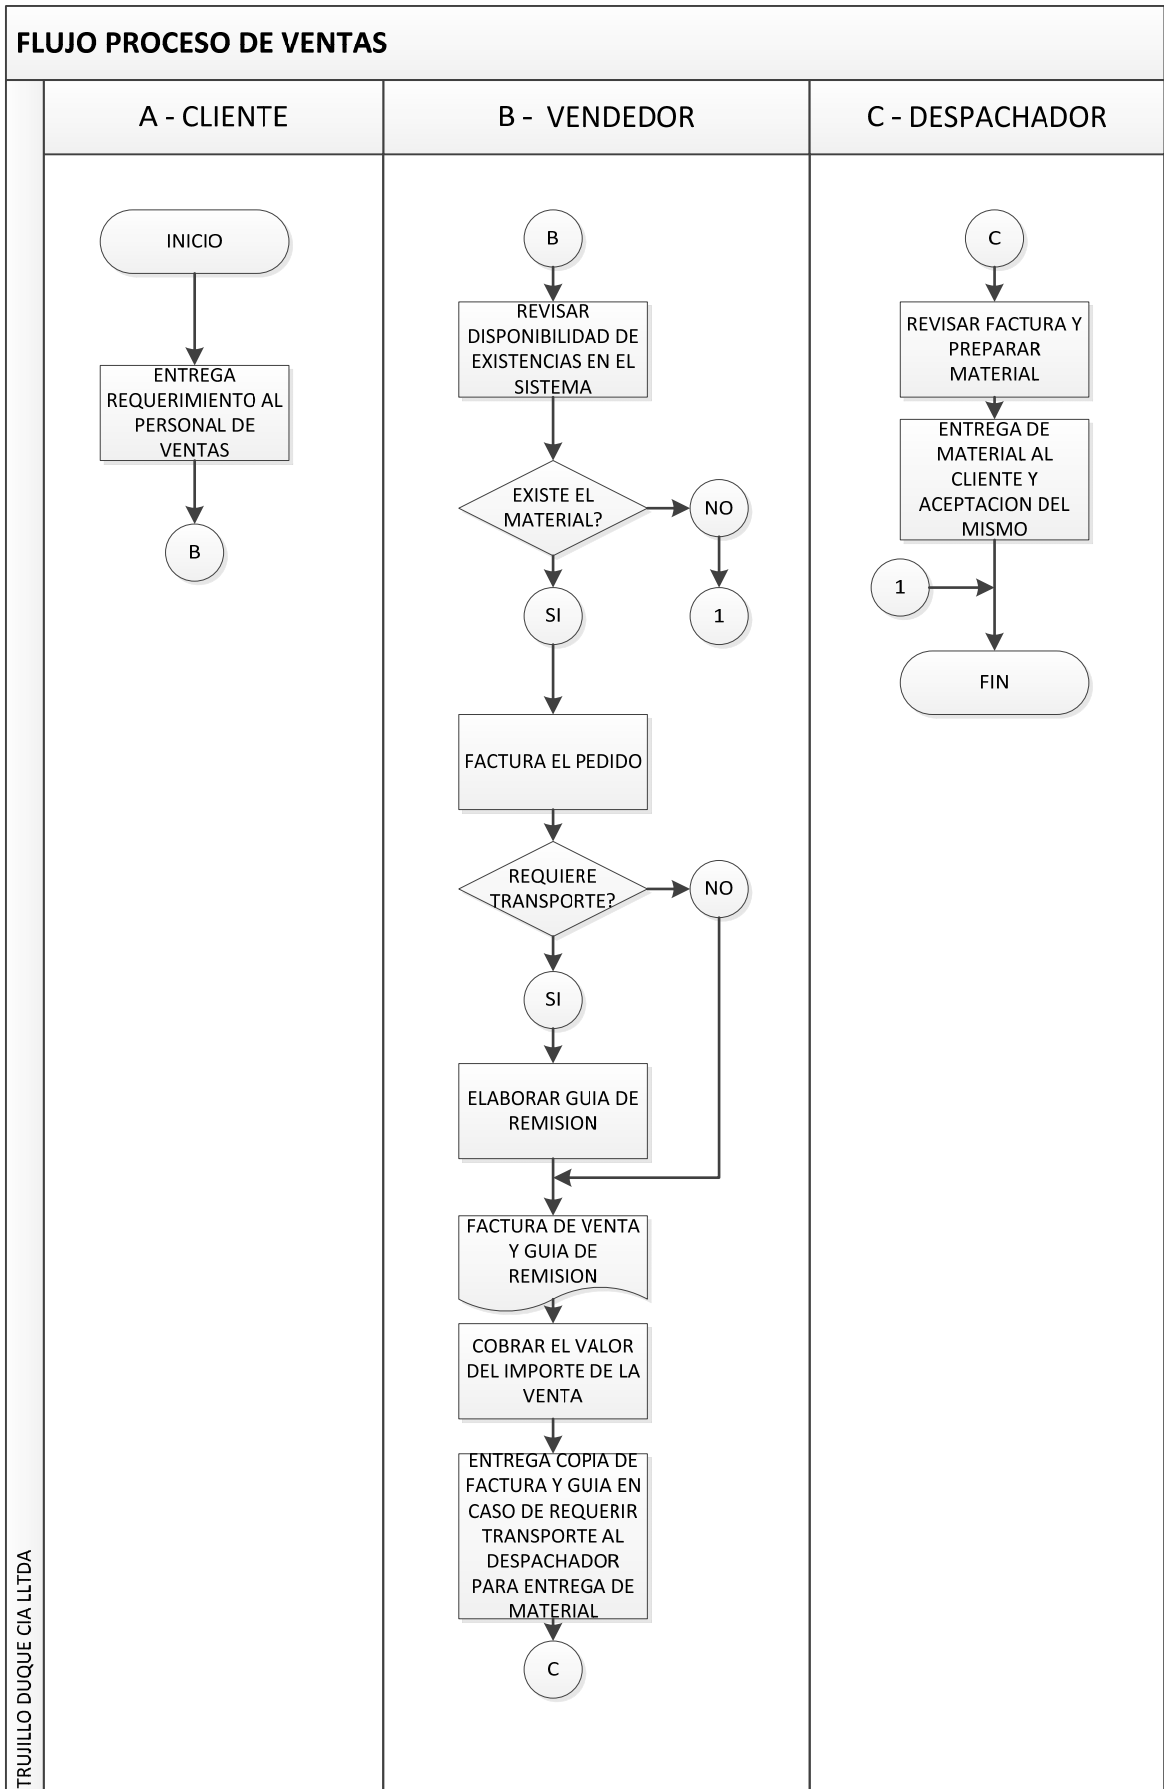 FLUJO PROCESO DE VENTAS
A - CLIENTE
B - VENDEDOR
C - DESPACHADOR
INICIO
ENTREGA
REQUERIMIENTO AL
PERSONAL DE
VENTAS
B
B
REVISAR
DISPONIBILIDAD DE
EXISTENCIAS EN EL
SISTEMA
EXISTE EL
MATERIAL?
NO
SI
1
FACTURA EL PEDIDO
REQUIERE
TRANSPORTE?
NO
SI
ELABORAR GUIA DE
REMISION
FACTURA DE VENTA
Y GUIA DE
REMISION
COBRAR EL VALOR
DEL IMPORTE DE LA
VENTA
ENTREGA COPIA DE
FACTURA Y GUIA EN
CASO DE REQUERIR
TRANSPORTE AL
DESPACHADOR
PARA ENTREGA DE
MATERIAL
C
C
REVISAR FACTURA Y
PREPARAR
MATERIAL
ENTREGA DE
MATERIAL AL
CLIENTE Y
ACEPTACION DEL
MISMO
1
FIN
TRUJILLO DUQUE CIA LLTDA